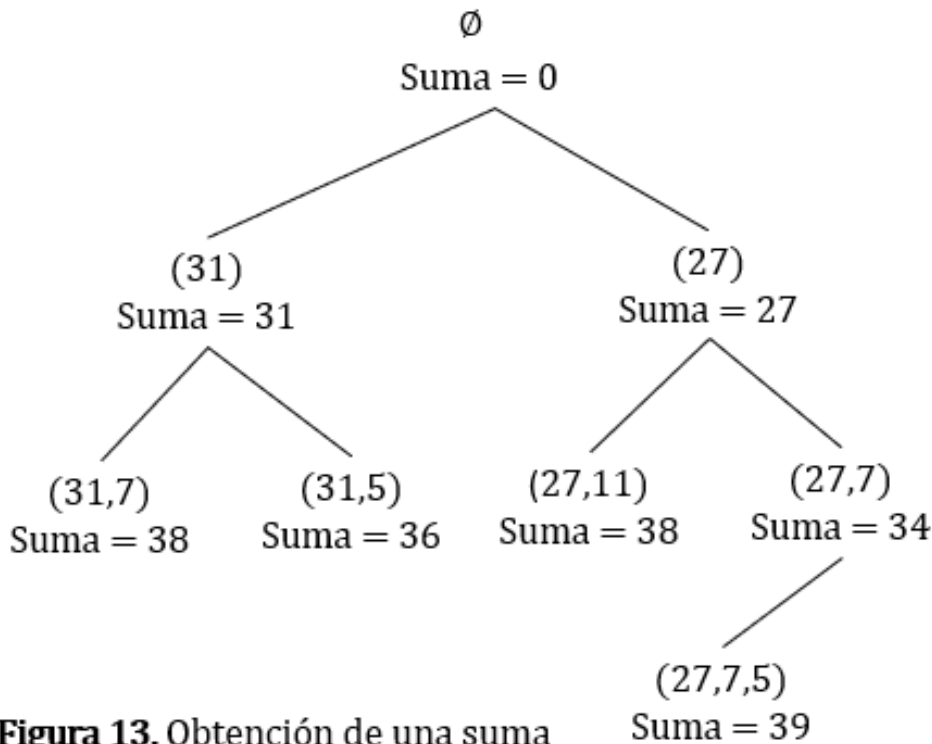 ∅
Suma = 0
(31)
Suma = 31
(27)
Suma = 27
(31,7)
Suma = 38
(31,5)
Suma = 36
(27,11)
Suma = 38
(27,7)
Suma = 34
(27,7,5)
Suma = 39
Figura 13. Obtención de una suma